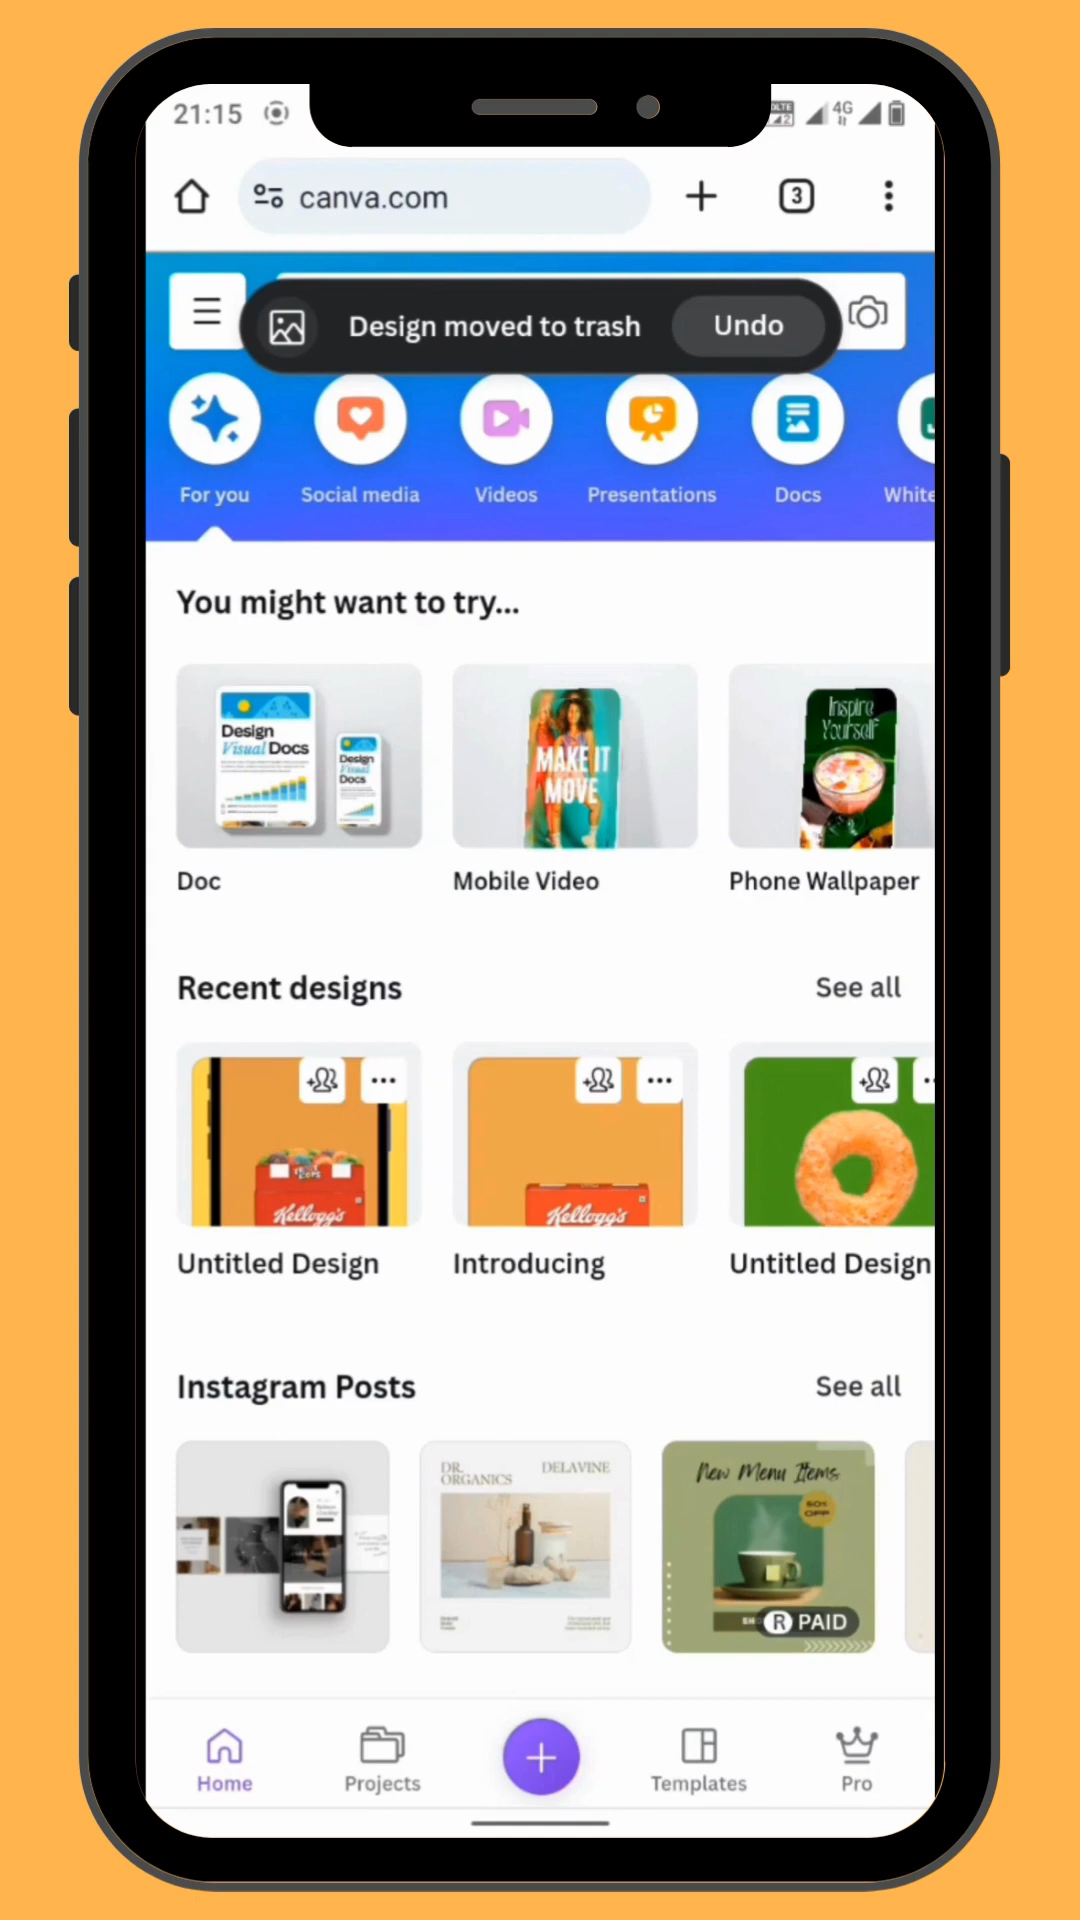 21:15
4G
canva.com
3
Design moved to trash
Undo
For you
Social media
Videos
Presentations
Docs
White
You might want to try...
Design
Visual Docs
Design
Visual
Docs
MAKE IT
MOVE
Inspire
Yourself
Doc
Mobile Video
Phone Wallpaper
Recent designs
See all
Kellogg's
Kellogg's
Untitled Design
Introducing
Untitled Design
Instagram Posts
See all
DR.
ORGANICS
DELAVINE
New Menu Items
50%
OFF
SH
R PAID
Home
Projects
Templates
Pro